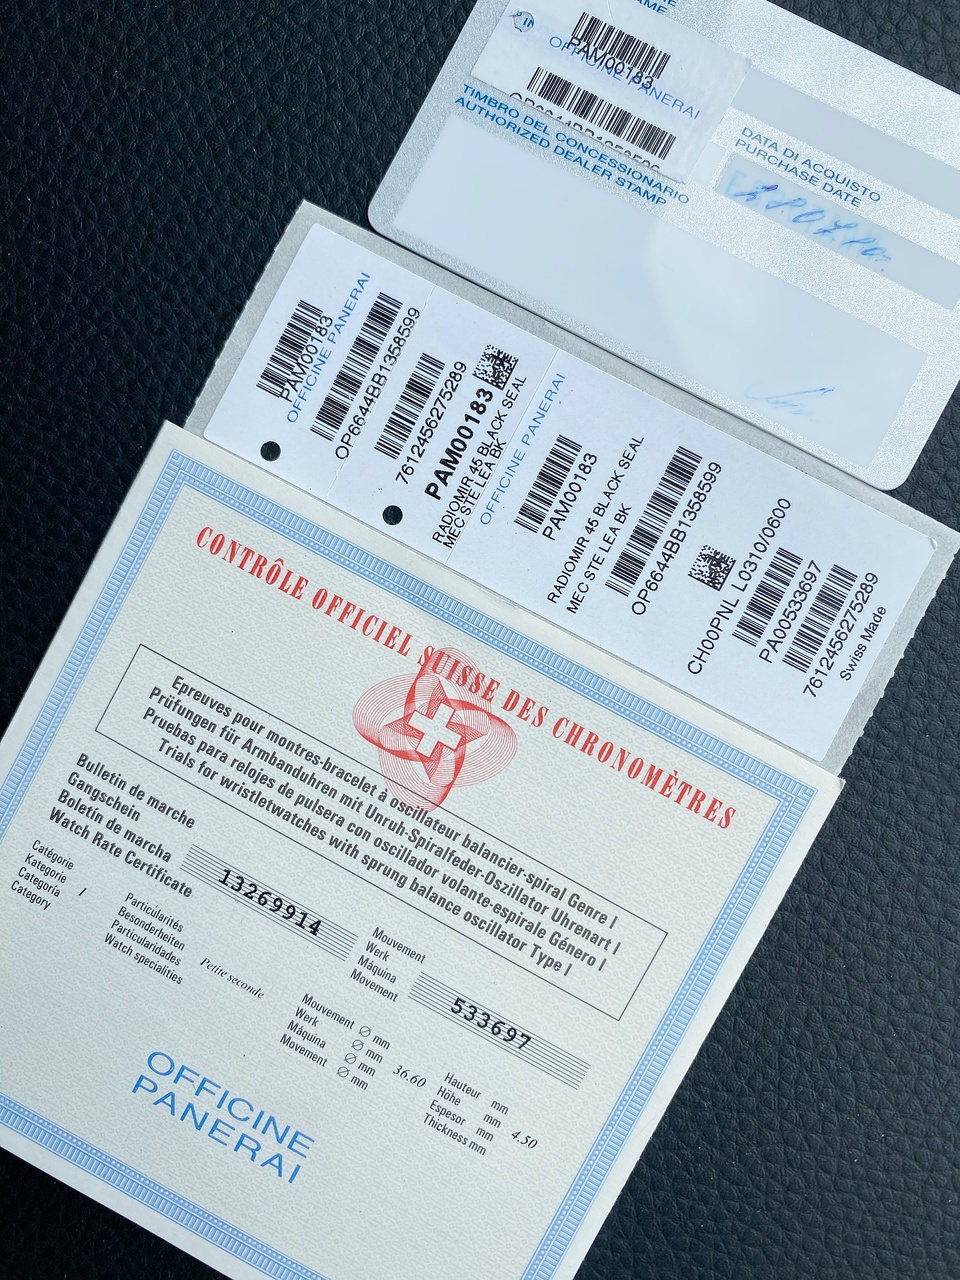 PAM00183
OFFICINE PANERAI
TIMBRO DEL CONCESSIONARIO
AUTHORIZED DEALER STAMP
DATA DI ACQUISTO
PURCHASE DATE
PAM00183
OFFICINE PANERAI
OP6644BB1358599
7612456275289
PAM00183
RADIOMIR 45 BLACK SEAL
MEC STE LEA BK
OFFICINE PANERAI
PAM00183
RADIOMIR 45 BLACK SEAL
MEC STE LEA BK
OP6644BB1358599
CH00PNL L0310/0600
PA00533697
7612456275289
Swiss Made
CONTRÔLE OFFICIEL SUISSE DES CHRONOMÈTRES
Epreuves pour montres-bracelet à oscillateur balancier-spiral Genre I
Prüfungen für Armbanduhren mit Unruh-Spiralfeder-Oszillator Uhrenart I
Pruebas para relojes de pulsera con oscillador volante-espirale Género I
Trials for wristletwatches with sprung balance oscillator Type I
Bulletin de marche
Gangschein
Boletín de marcha
Watch Rate Certificate
13269914
Mouvement
Werk
Máquina
Movement
533697
Catégorie
Kategorie
Categoría
Category
/
Particularités
Besonderheiten
Particularidades
Watch specialities
Petite seconde
Mouvement ∅ mm
Werk ∅ mm
Máquina ∅ mm
Movement ∅ mm
36.60
Hauteur mm
Höhe mm
Espesor mm
Thickness mm
4.50
OFFICINE
PANERAI